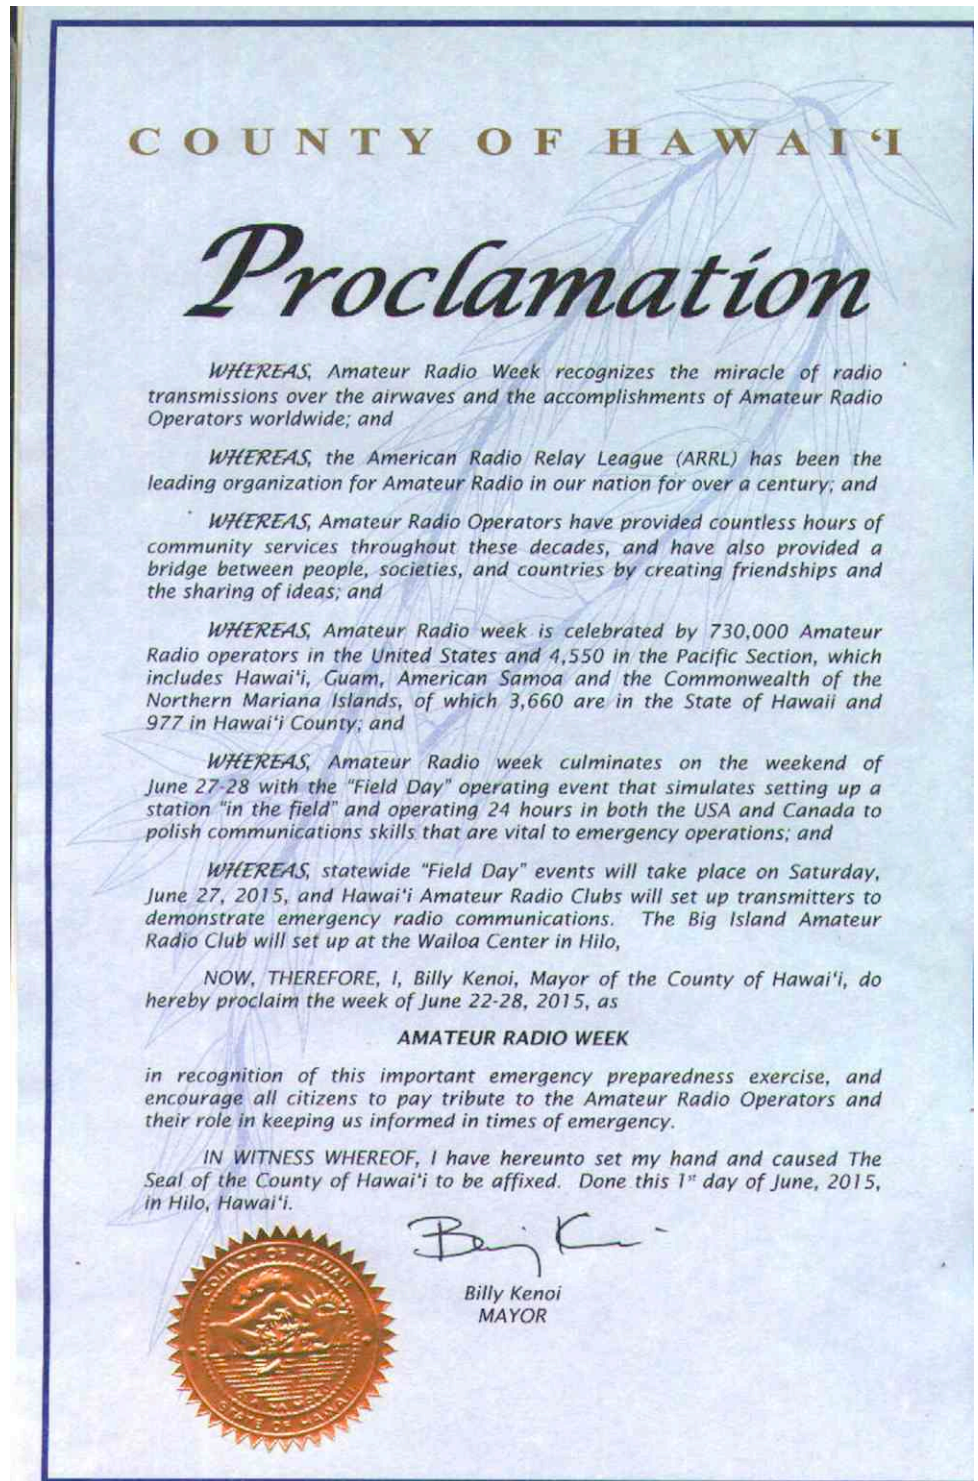 COUNTY OF HAWAI‘I
Proclamation
WHEREAS, Amateur Radio Week recognizes the miracle of radio
transmissions over the airwaves and the accomplishments of Amateur Radio
Operators worldwide; and
WHEREAS, the American Radio Relay League (ARRL) has been the
leading organization for Amateur Radio in our nation for over a century; and
WHEREAS, Amateur Radio Operators have provided countless hours of
community services throughout these decades, and have also provided a
bridge between people, societies, and countries by creating friendships and
the sharing of ideas; and
WHEREAS, Amateur Radio week is celebrated by 730,000 Amateur
Radio operators in the United States and 4,550 in the Pacific Section, which
includes Hawai‘i, Guam, American Samoa and the Commonwealth of the
Northern Mariana Islands, of which 3,660 are in the State of Hawaii and
977 in Hawai‘i County; and
WHEREAS, Amateur Radio week culminates on the weekend of
June 27-28 with the "Field Day" operating event that simulates setting up a
station "in the field" and operating 24 hours in both the USA and Canada to
polish communications skills that are vital to emergency operations; and
WHEREAS, statewide "Field Day" events will take place on Saturday,
June 27, 2015, and Hawai‘i Amateur Radio Clubs will set up transmitters to
demonstrate emergency radio communications. The Big Island Amateur
Radio Club will set up at the Wailoa Center in Hilo,
NOW, THEREFORE, I, Billy Kenoi, Mayor of the County of Hawai‘i, do
hereby proclaim the week of June 22-28, 2015, as
AMATEUR RADIO WEEK
in recognition of this important emergency preparedness exercise, and
encourage all citizens to pay tribute to the Amateur Radio Operators and
their role in keeping us informed in times of emergency.
IN WITNESS WHEREOF, I have hereunto set my hand and caused The
Seal of the County of Hawai‘i to be affixed. Done this 1st day of June, 2015,
in Hilo, Hawai‘i.
Billy Kenoi
MAYOR
COUNTY OF HAWAII
STATE OF HAWAII